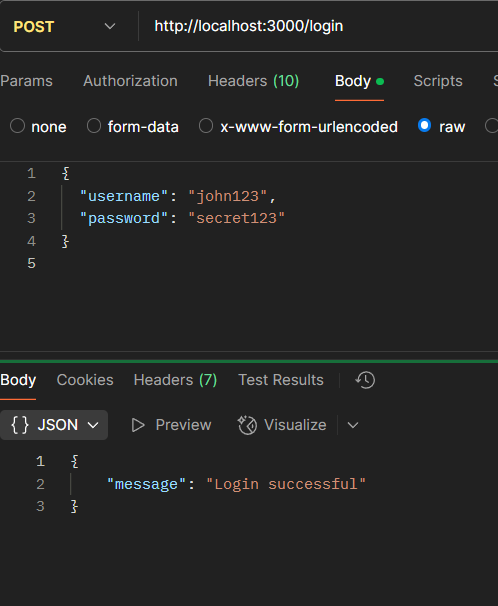 POST http://localhost:3000/login
Params Authorization Headers (10) Body Scripts
none form-data x-www-form-urlencoded raw
1 {
2 "username": "john123",
3 "password": "secret123"
4 }
5
Body Cookies Headers (7) Test Results
{} JSON Preview Visualize
1 {
2 "message": "Login successful"
3 }